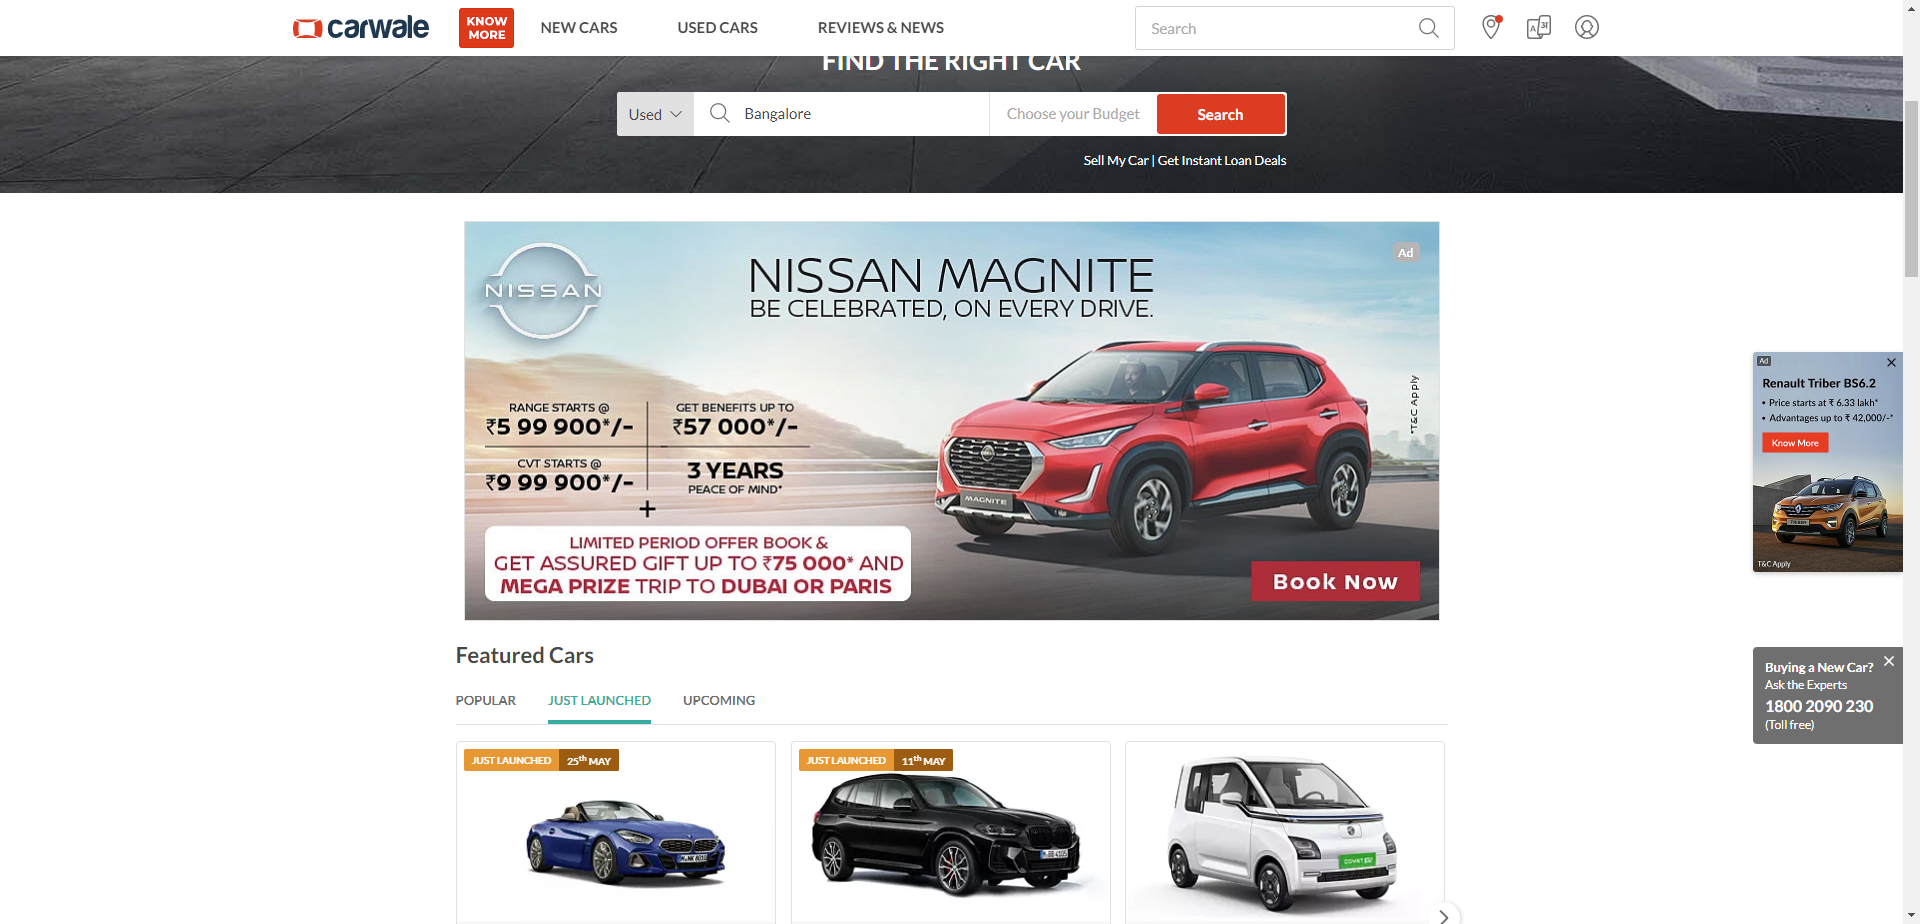 carwale
KNOW
MORE
NEW CARS
USED CARS
REVIEWS & NEWS
Search
FIND THE RIGHT CAR
Used
Bangalore
Choose your Budget
Search
Sell My Car | Get Instant Loan Deals
NISSAN
NISSAN MAGNITE
BE CELEBRATED, ON EVERY DRIVE.
Ad
RANGE STARTS @
₹5 99 900*/-
GET BENEFITS UP TO
₹57 000*/-
CVT STARTS @
₹9 99 900*/-
3 YEARS
PEACE OF MIND*
+
LIMITED PERIOD OFFER BOOK &
GET ASSURED GIFT UP TO ₹75 000* AND
MEGA PRIZE TRIP TO DUBAI OR PARIS
MAGNITE
*T&C Apply
Book Now
Ad
Renault Triber BS6.2
• Price starts at ₹ 6.33 lakh*
• Advantages up to ₹ 42,000/-*
Know More
TRIBER
T&C Apply
Buying a New Car?
Ask the Experts
1800 2090 230
(Toll free)
Featured Cars
POPULAR
JUST LAUNCHED
UPCOMING
JUST LAUNCHED 25th MAY
JUST LAUNCHED 11th MAY